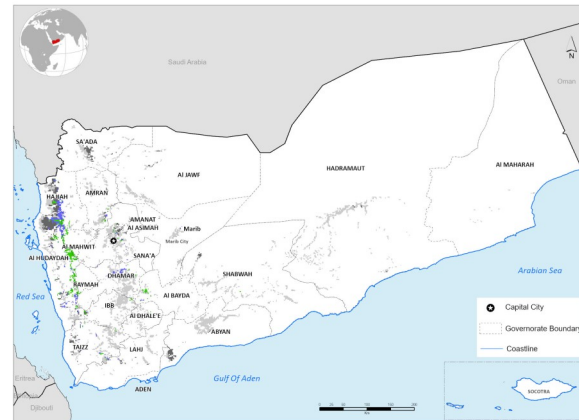 Saudi Arabia
N
Oman
SA'ADA
Al JAWF
HADRAMAUT
Al MAHARAH
AMRAN
HAJJAH
AMANAT
Al ASIMAH
Marib
Marib City
Al MAHWIT
SANA'A
Al HUDAYDAH
SHABWAH
Arabian Sea
DHAMAR
RAYMAH
Red Sea
Al BAYDA
IBB
Al DHALE'E
ABYAN
TAIZZ
LAHJ
Gulf Of Aden
ADEN
Eritrea
Djibouti
Capital City
Governorate Boundary
Coastline
SOCOTRA